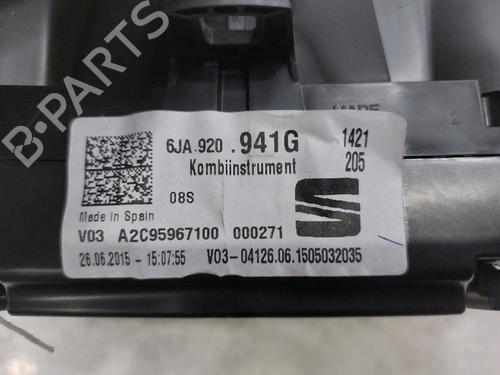 MADE
6JA.920 .941G 1421
Kombiinstrument 205
08S
Made in Spain
V03 A2C95967100 000271
26.06.2015 - 15:07:55 V03-04126.06.1505032035
B-PARTS